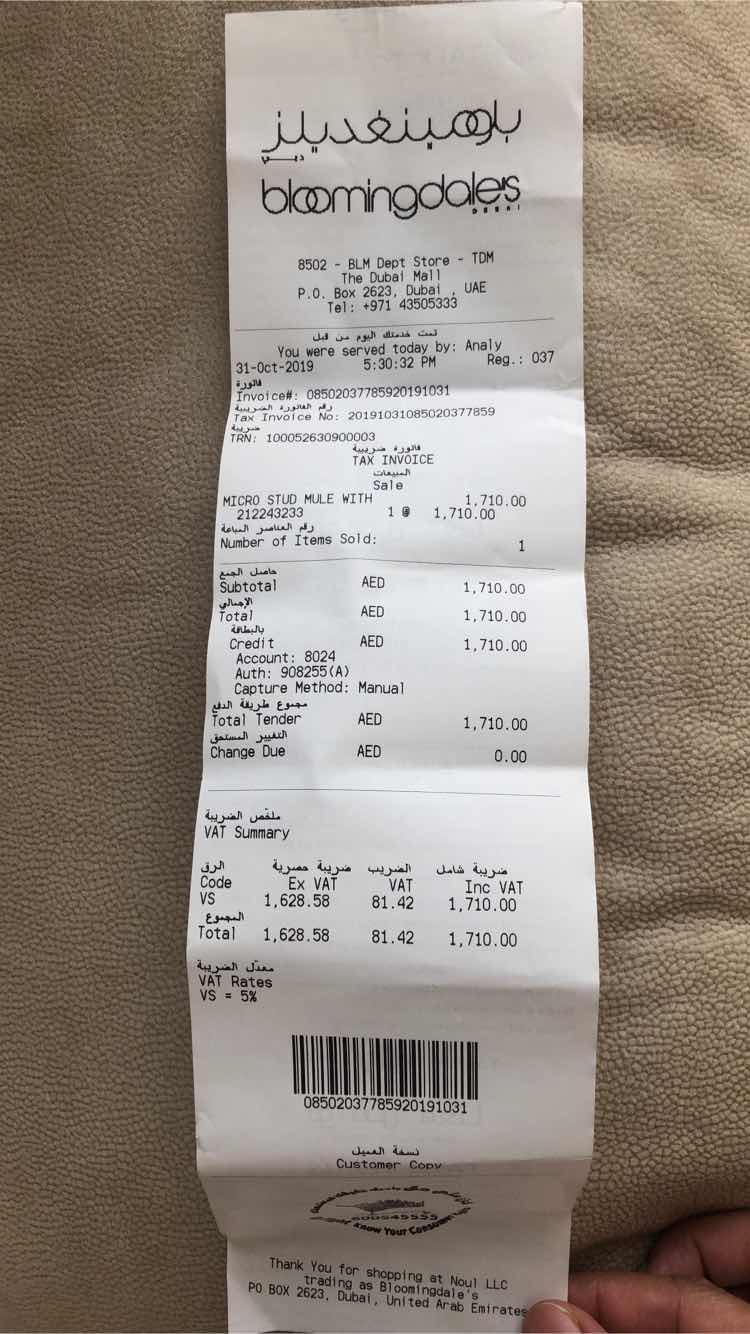 بلومينغديلز
دبي
bloomingdale's
DUBAI
8502 - BLM Dept Store - TDM
The Dubai Mall
P.O. Box 2623, Dubai , UAE
Tel: +971 43505333
تمت خدمتك اليوم من قبل
You were served today by: Analy
31-Oct-2019 5:30:32 PM Reg.: 037
فاتورة
Invoice#: 08502037785920191031
رقم الفاتورة الضريبية
Tax Invoice No: 20191031085020377859
ضريبة
TRN: 100052630900003
فاتورة ضريبية
TAX INVOICE
المبيعات
Sale
MICRO STUD MULE WITH 1,710.00
212243233 1 @ 1,710.00
رقم العناصر المباعة
Number of Items Sold: 1
حاصل الجمع
Subtotal AED 1,710.00
الإجمالي
Total AED 1,710.00
بالبطاقة
Credit AED 1,710.00
Account: 8024
Auth: 908255(A)
Capture Method: Manual
مجموع طريقة الدفع
Total Tender AED 1,710.00
التغيير المستحق
Change Due AED 0.00
ملخّص الضريبة
VAT Summary
الرق ضريبة حصرية الضريب ضريبة شامل
Code Ex VAT VAT Inc VAT
VS 1,628.58 81.42 1,710.00
المجموع
Total 1,628.58 81.42 1,710.00
معدّل الضريبة
VAT Rates
VS = 5%
08502037785920191031
نسخة العميل
Customer Copy
600545555
Know Your Consumer
Thank You for shopping at Noul LLC
trading as Bloomingdale's
PO BOX 2623, Dubai, United Arab Emirates